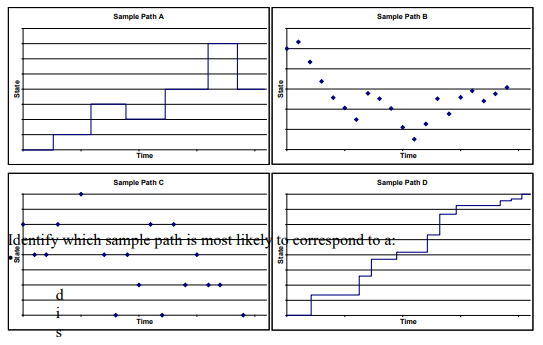 Sample Path A
State
Time
Sample Path B
State
Time
Sample Path C
State
Time
Sample Path D
State
Time
Identify which sample path is most likely to correspond to a:
•
d
i
s